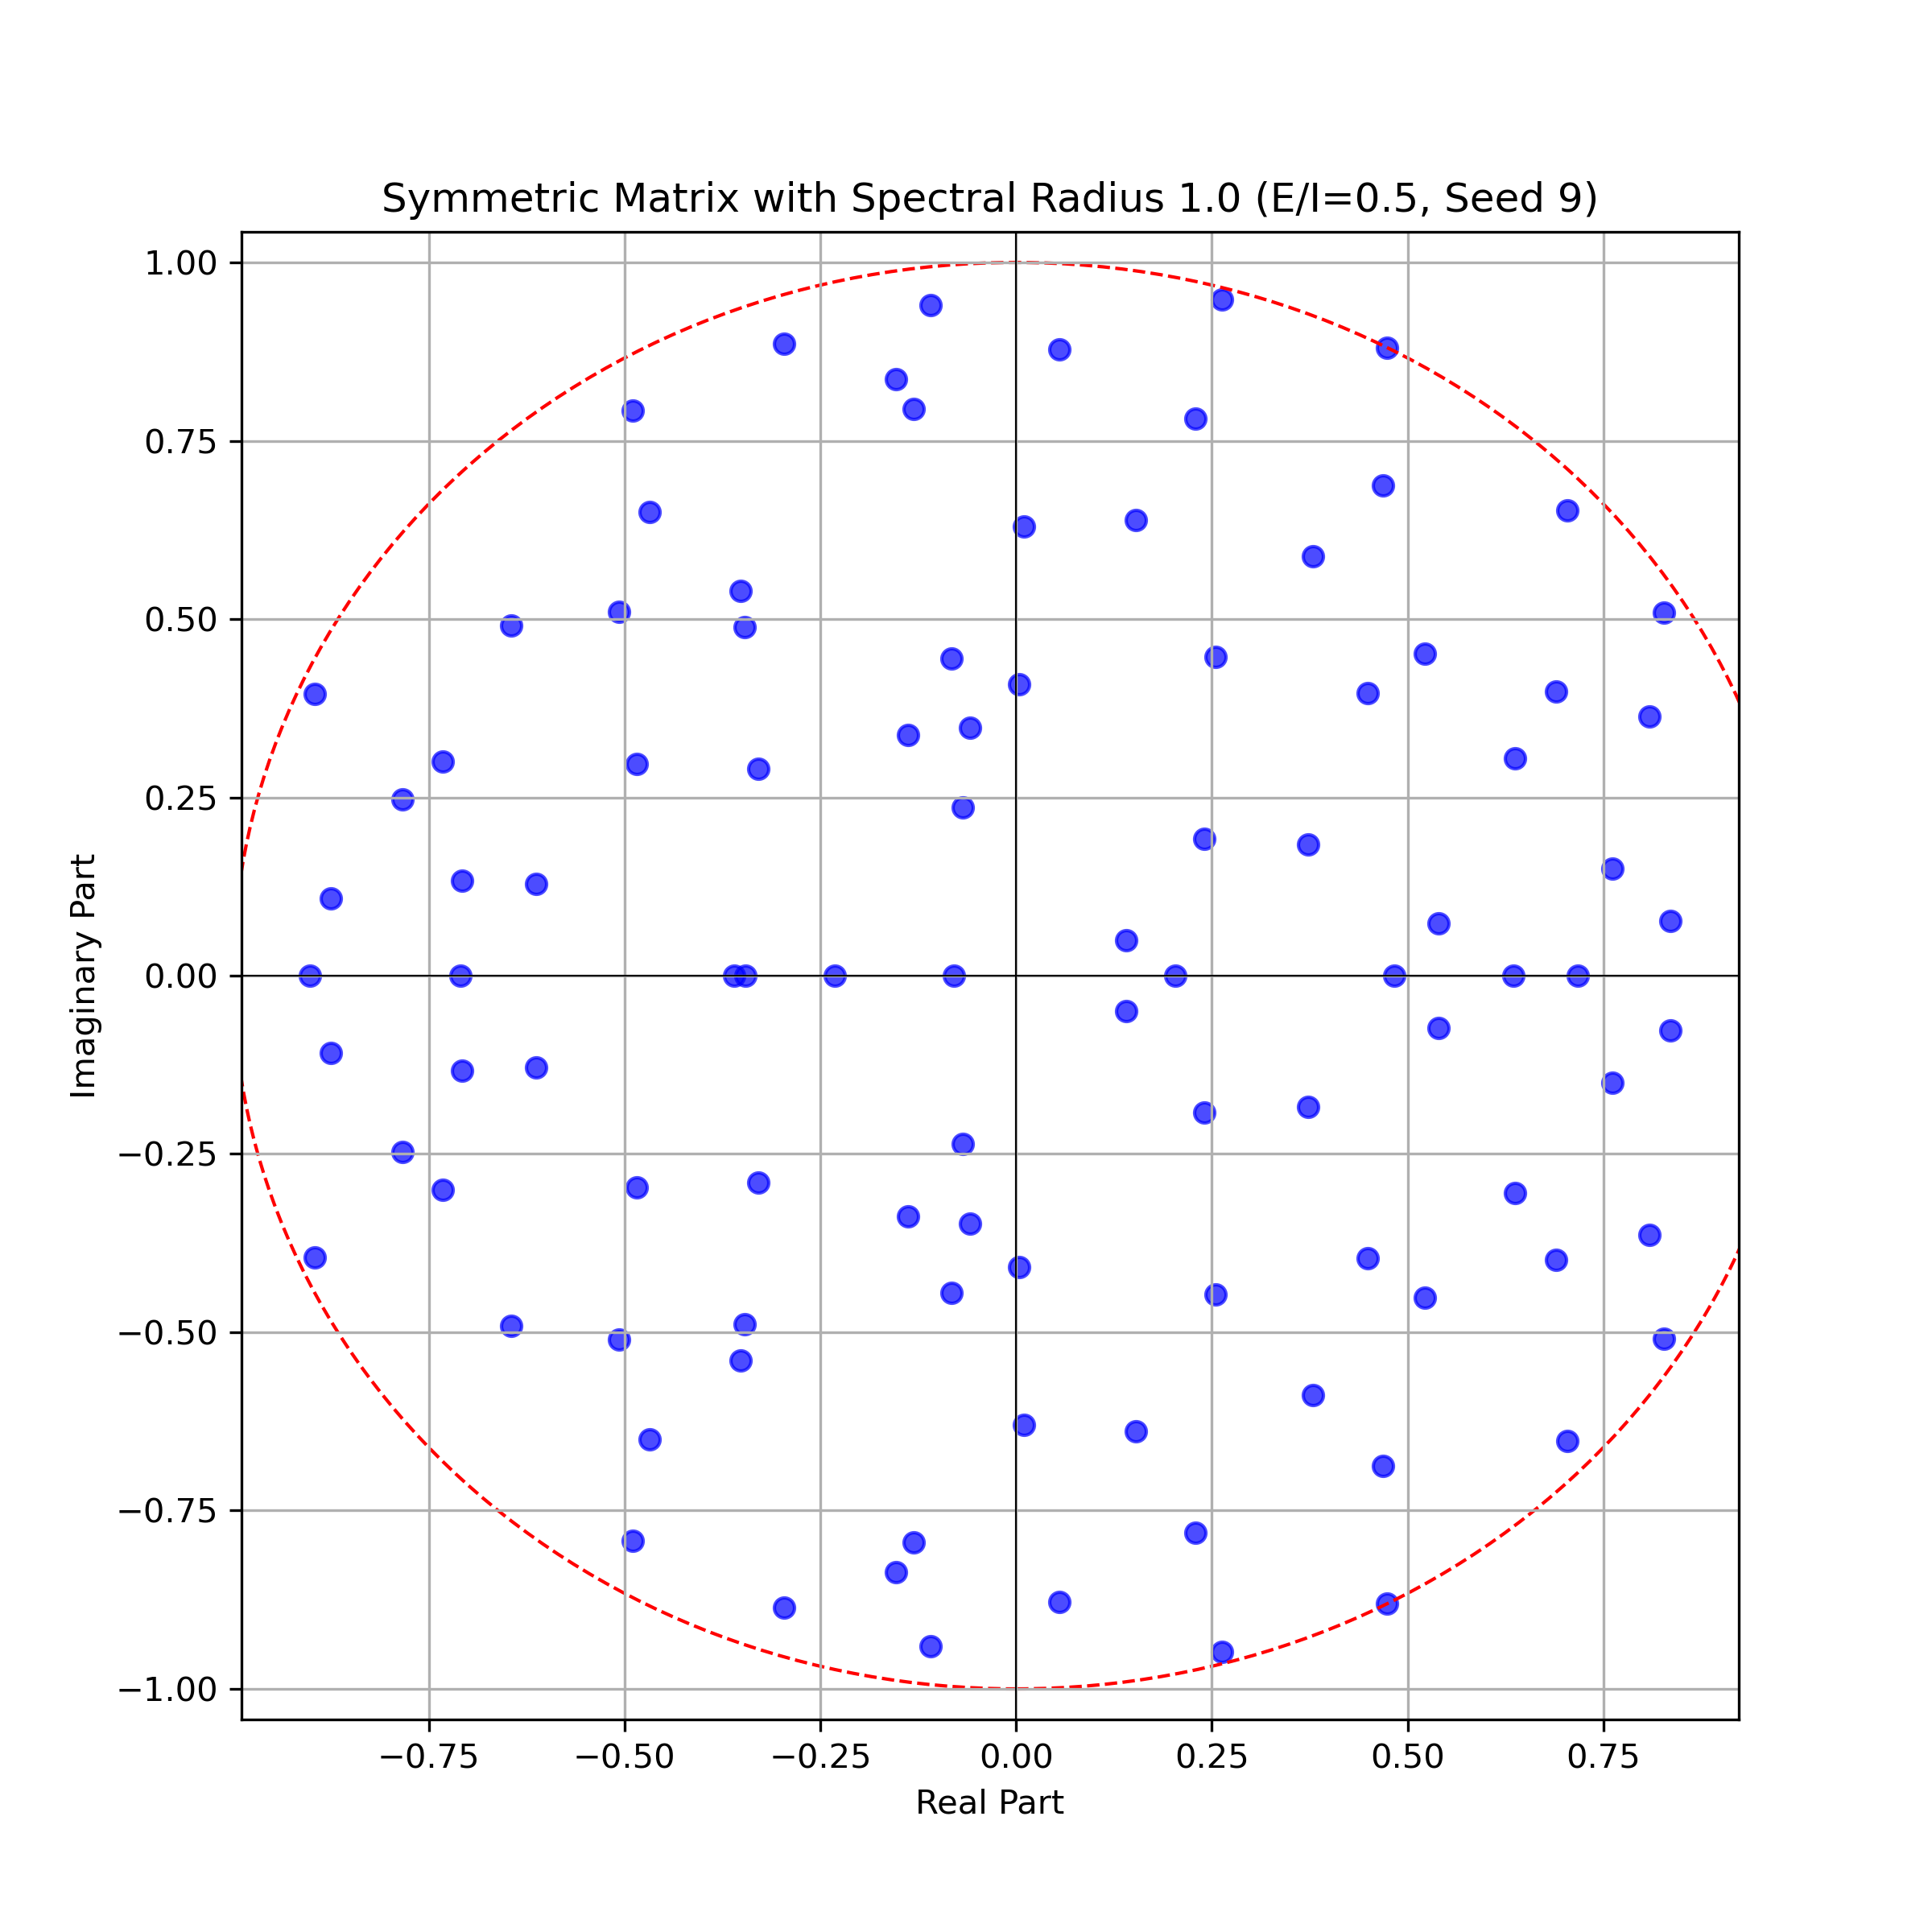 Symmetric Matrix with Spectral Radius 1.0 (E/I=0.5, Seed 9)
1.00
0.75
0.50
0.25
0.00
−0.25
−0.50
−0.75
−1.00
Imaginary Part
−0.75 −0.50 −0.25 0.00 0.25 0.50 0.75
Real Part